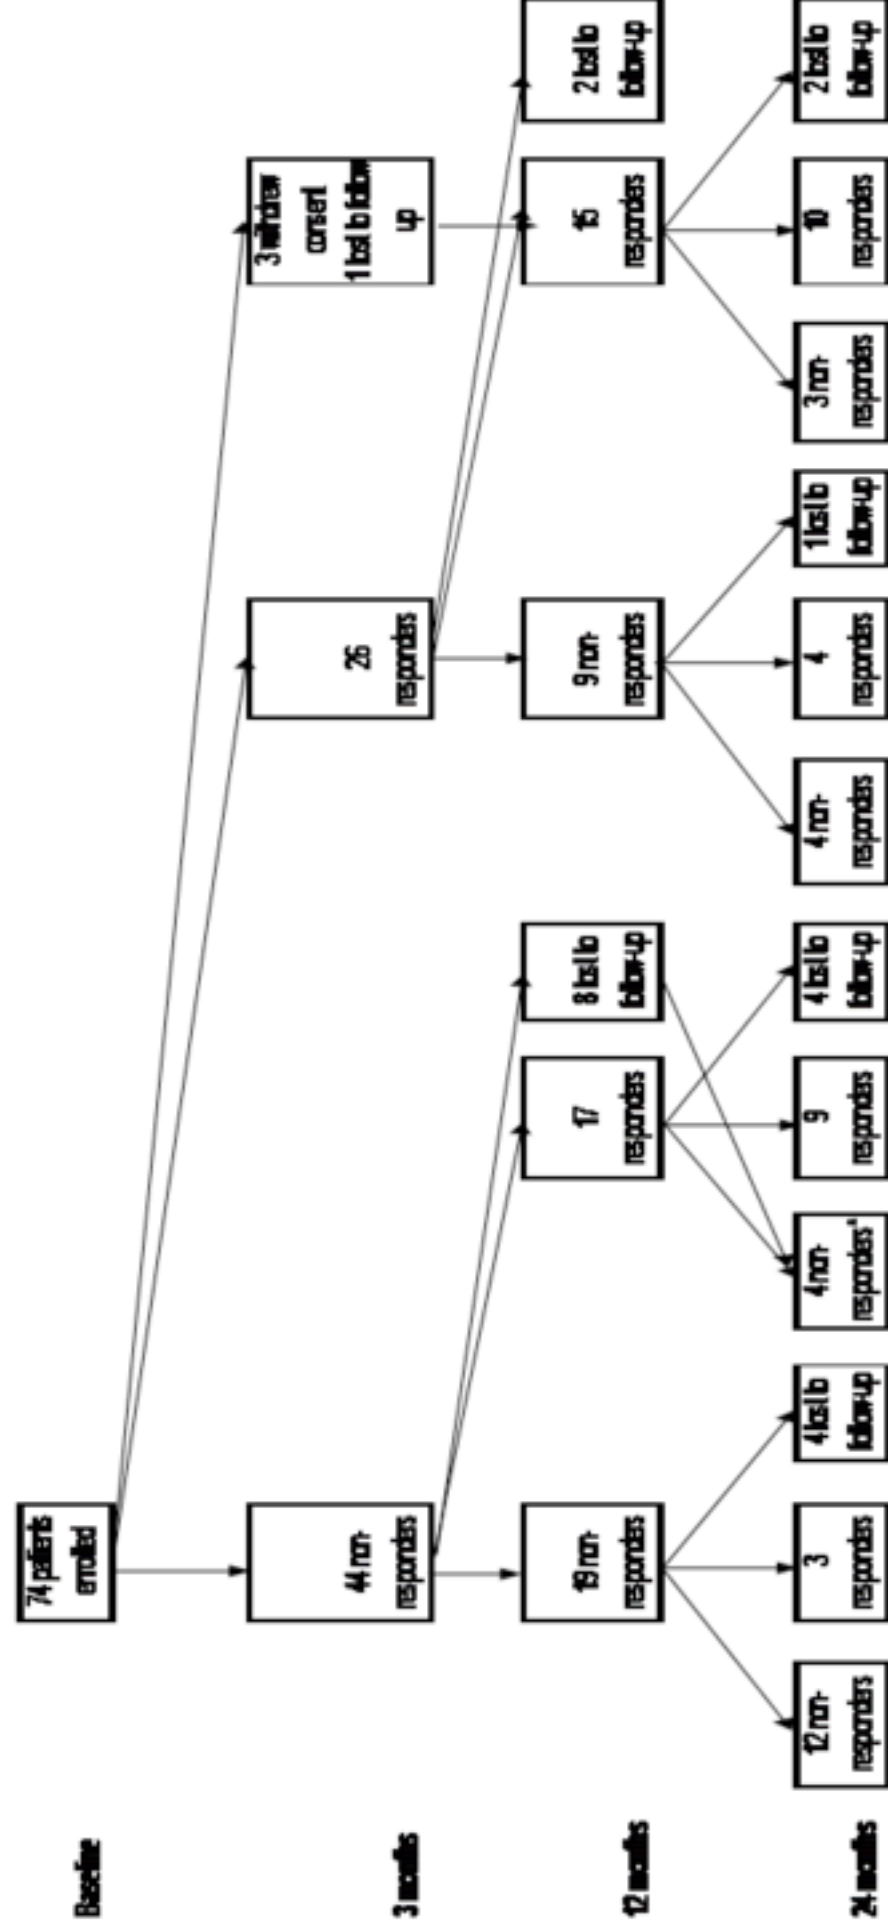 Baseline
74 patients
enrolled
3 months
44 non-
responders
26
responders
3 withdrew
consent
1 lost to follow
up
12 months
19 non-
responders
17
responders
8 lost to
follow-up
9 non-
responders
15
responders
2 lost to
follow-up
24 months
12 non-
responders
3
responders
4 lost to
follow-up
4 non-
responders*
9
responders
4 lost to
follow-up
4 non-
responders
4
responders
1 lost to
follow-up
3 non-
responders
10
responders
2 lost to
follow-up